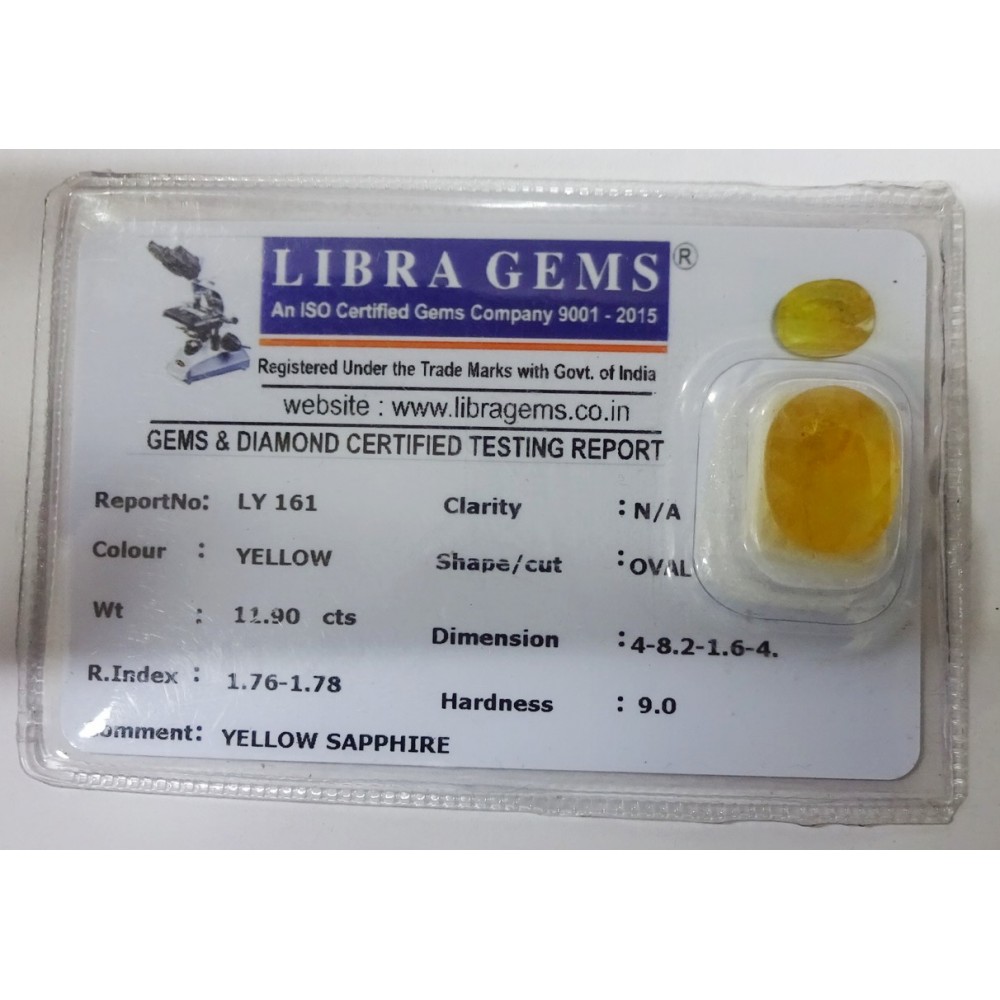 LIBRA GEMS ®
An ISO Certified Gems Company 9001 - 2015
Registered Under the Trade Marks with Govt. of India
website : www.libragems.co.in
GEMS & DIAMOND CERTIFIED TESTING REPORT
ReportNo: LY 161 Clarity : N/A
Colour : YELLOW Shape/cut : OVAL
Wt : 11.90 cts Dimension : 4-8.2-1.6-4.
R.Index : 1.76-1.78 Hardness : 9.0
omment: YELLOW SAPPHIRE